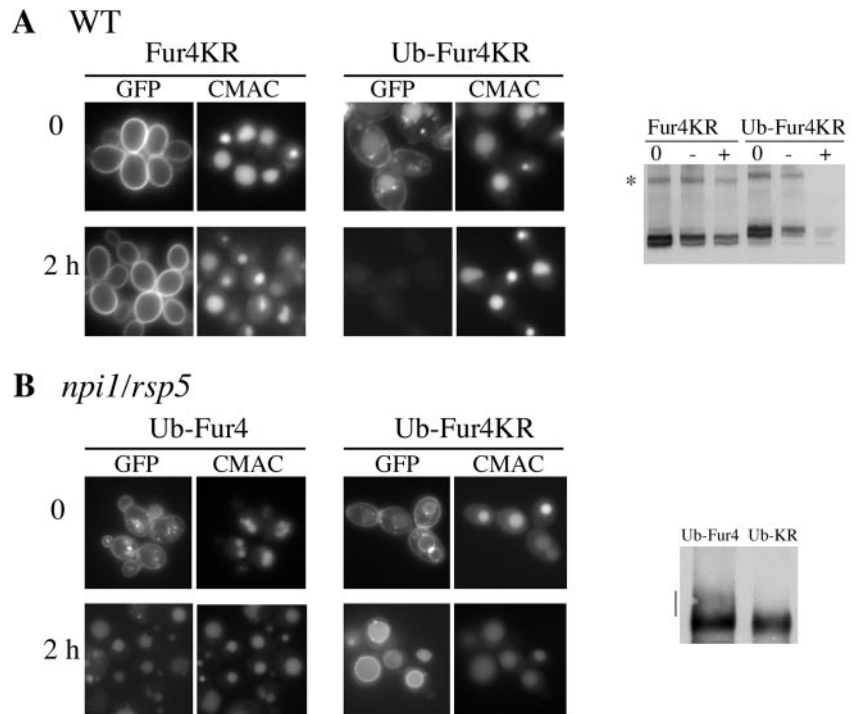 A WT
Fur4KR Ub-Fur4KR
GFP CMAC GFP CMAC
0
2 h
Fur4KR Ub-Fur4KR
0 - + 0 - +
*
B npi1/rsp5
Ub-Fur4 Ub-Fur4KR
GFP CMAC GFP CMAC
0
2 h
Ub-Fur4 Ub-KR